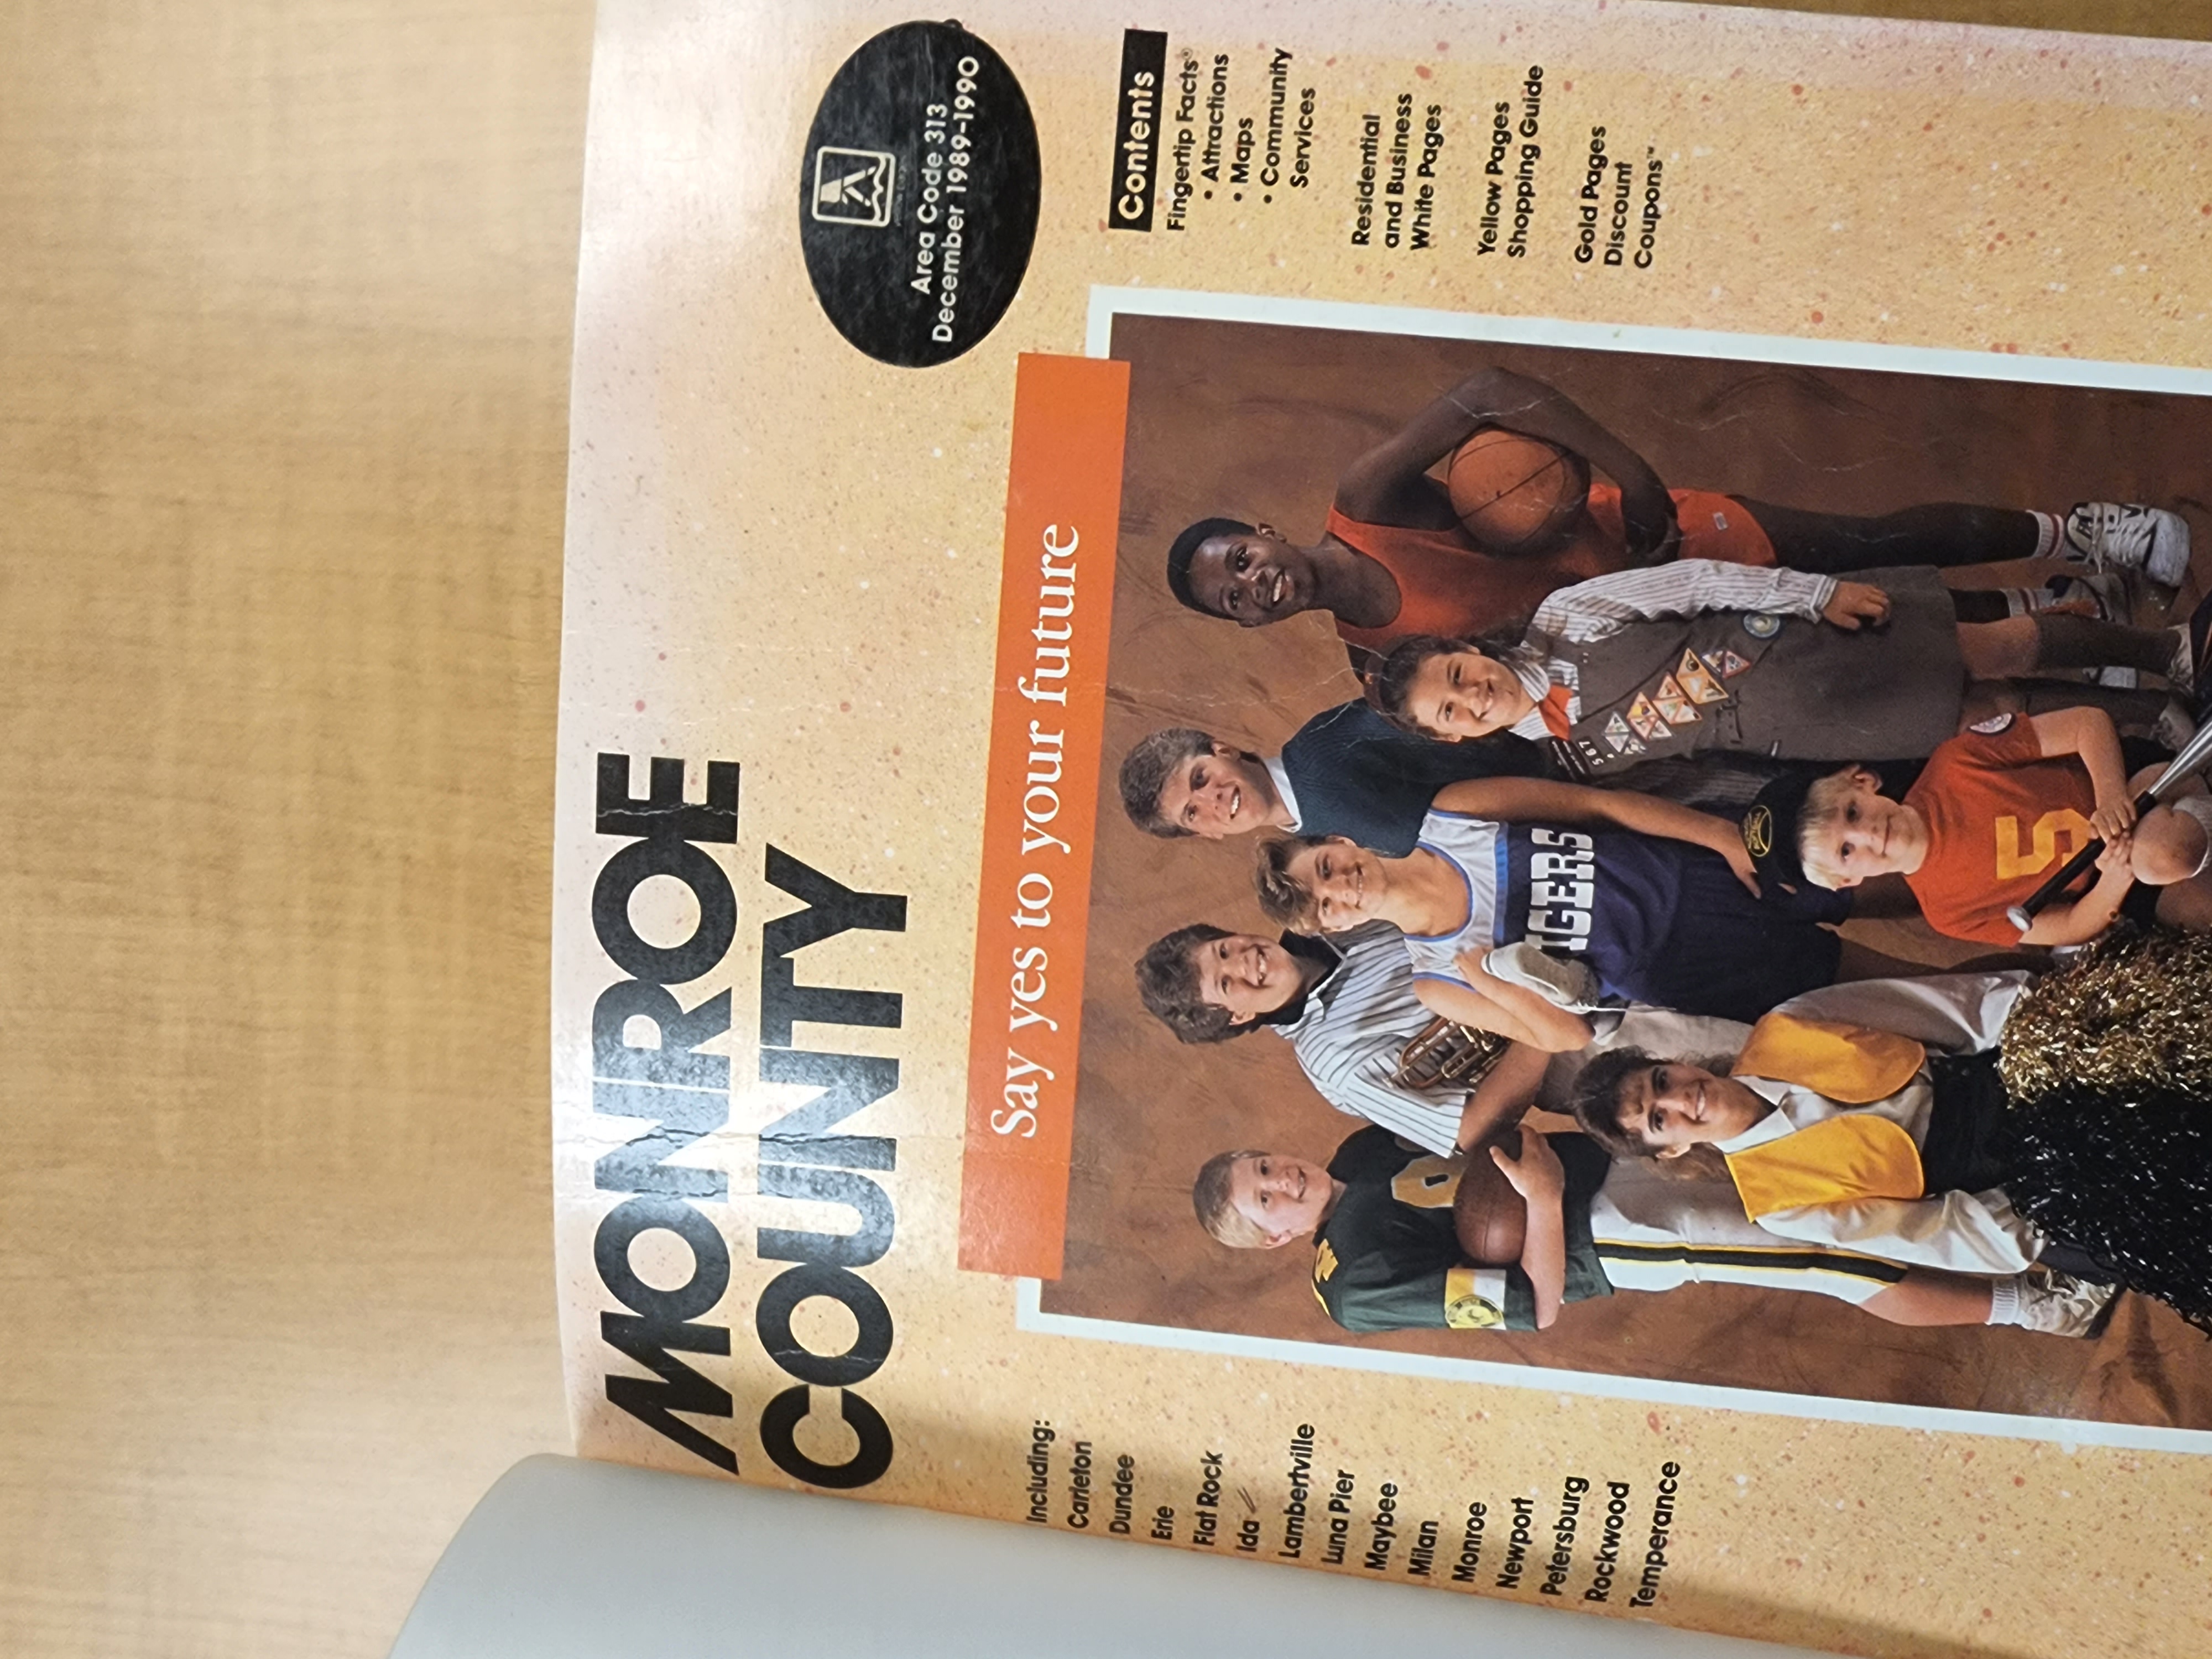 MONROE
COUNTY
Area Code 313
December 1989-1990
Say yes to your future
Including:
Carleton
Dundee
Erie
Flat Rock
Ida
Lambertville
Luna Pier
Maybee
Milan
Monroe
Newport
Petersburg
Rockwood
Temperance
Contents
Fingertip Facts®
• Attractions
• Maps
• Community
Services
Residential
and Business
White Pages
Yellow Pages
Shopping Guide
Gold Pages
Discount
Coupons™
TIGERS
567
5